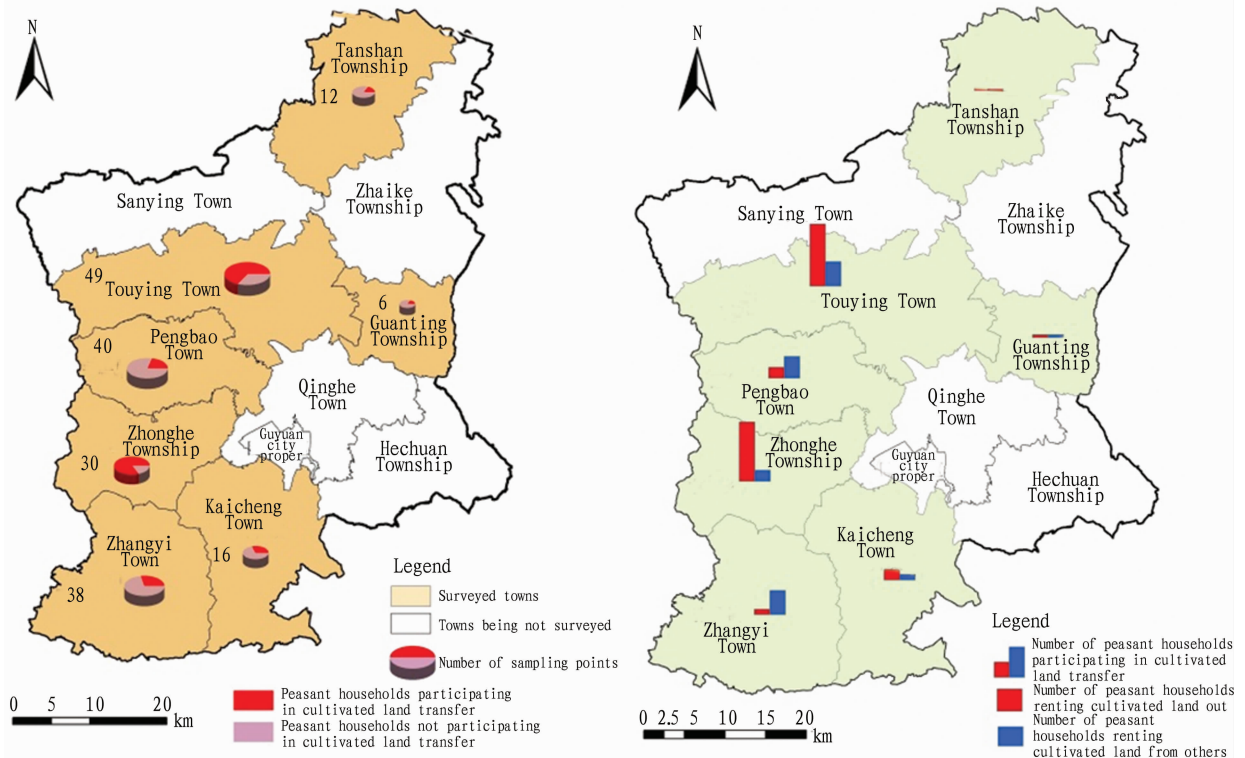 N
Tanshan
Township
12
Sanying Town
Zhaike
Township
49
Touying Town
6
Guanting
Township
Pengbao
Town
40
Qinghe
Town
Zhonghe
Township
Guyuan
city
proper
Hechuan
Township
30
Kaicheng
Town
Zhangyi
Town
16
38
Legend
Surveyed towns
Towns being not surveyed
Number of sampling points
Peasant households participating
in cultivated land transfer
Peasant households not participating
in cultivated land transfer
0 5 10 20
km
N
Tanshan
Township
Sanying Town
Zhaike
Township
Touying Town
Guanting
Township
Pengbao
Town
Qinghe
Town
Zhonghe
Township
Guyuan
city
proper
Hechuan
Township
Kaicheng
Town
Zhangyi
Town
Legend
Number of peasant households
participating in cultivated
land transfer
Number of peasant households
renting cultivated land out
Number of peasant
households renting
cultivated land from others
0 2.5 5 10 15 20
km